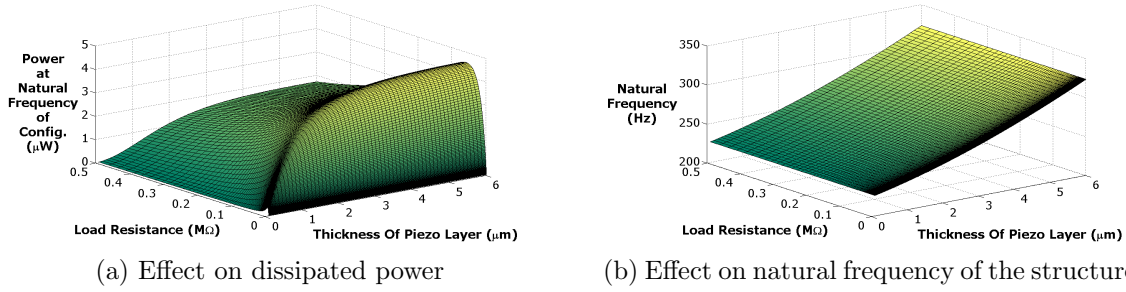 Power
at
Natural
Frequency
of
Config.
(μW)
5
4
3
2
1
0
0.5
0.4
0.3
0.2
0.1
0
Load Resistance (MΩ)
0
1
2
3
4
5
6
Thickness Of Piezo Layer (μm)
(a) Effect on dissipated power
Natural
Frequency
(Hz)
350
300
250
200
0.5
0.4
0.3
0.2
0.1
0
Load Resistance (MΩ)
0
1
2
3
4
5
6
Thickness Of Piezo Layer (μm)
(b) Effect on natural frequency of the structure